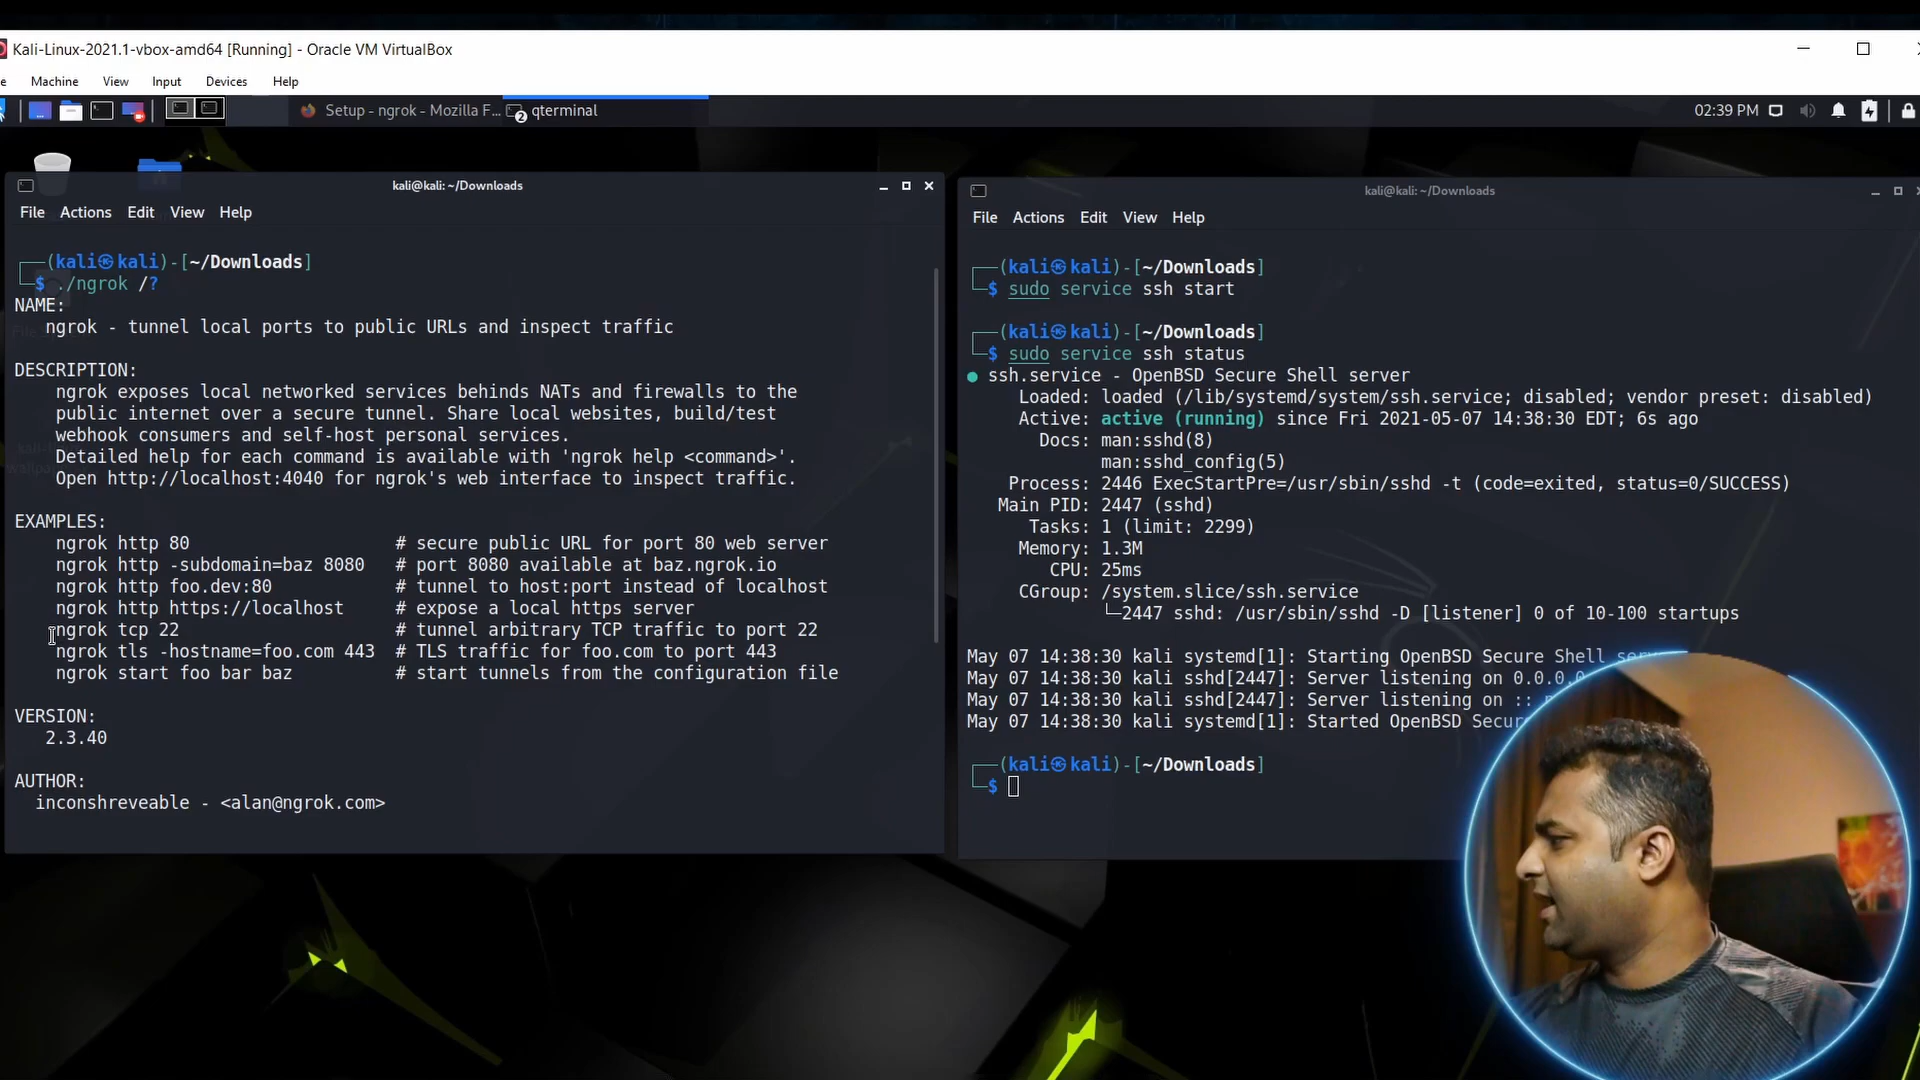 Kali-Linux-2021.1-vbox-amd64 [Running] - Oracle VM VirtualBox
Machine View Input Devices Help
Setup - ngrok - Mozilla F... 2 qterminal 02:39 PM
kali@kali: ~/Downloads
File Actions Edit View Help
(kali㉿kali)-[~/Downloads]
$ ./ngrok /?
NAME:
ngrok - tunnel local ports to public URLs and inspect traffic
DESCRIPTION:
ngrok exposes local networked services behinds NATs and firewalls to the
public internet over a secure tunnel. Share local websites, build/test
webhook consumers and self-host personal services.
Detailed help for each command is available with 'ngrok help <command>'.
Open http://localhost:4040 for ngrok's web interface to inspect traffic.
EXAMPLES:
ngrok http 80 # secure public URL for port 80 web server
ngrok http -subdomain=baz 8080 # port 8080 available at baz.ngrok.io
ngrok http foo.dev:80 # tunnel to host:port instead of localhost
ngrok http https://localhost # expose a local https server
ngrok tcp 22 # tunnel arbitrary TCP traffic to port 22
ngrok tls -hostname=foo.com 443 # TLS traffic for foo.com to port 443
ngrok start foo bar baz # start tunnels from the configuration file
VERSION:
2.3.40
AUTHOR:
inconshreveable - <alan@ngrok.com>
kali@kali: ~/Downloads
File Actions Edit View Help
(kali㉿kali)-[~/Downloads]
$ sudo service ssh start
(kali㉿kali)-[~/Downloads]
$ sudo service ssh status
● ssh.service - OpenBSD Secure Shell server
Loaded: loaded (/lib/systemd/system/ssh.service; disabled; vendor preset: disabled)
Active: active (running) since Fri 2021-05-07 14:38:30 EDT; 6s ago
Docs: man:sshd(8)
man:sshd_config(5)
Process: 2446 ExecStartPre=/usr/sbin/sshd -t (code=exited, status=0/SUCCESS)
Main PID: 2447 (sshd)
Tasks: 1 (limit: 2299)
Memory: 1.3M
CPU: 25ms
CGroup: /system.slice/ssh.service
└─2447 sshd: /usr/sbin/sshd -D [listener] 0 of 10-100 startups
May 07 14:38:30 kali systemd[1]: Starting OpenBSD Secure Shell
May 07 14:38:30 kali sshd[2447]: Server listening on 0.0.0.0
May 07 14:38:30 kali sshd[2447]: Server listening on ::
May 07 14:38:30 kali systemd[1]: Started OpenBSD Secure
(kali㉿kali)-[~/Downloads]
$